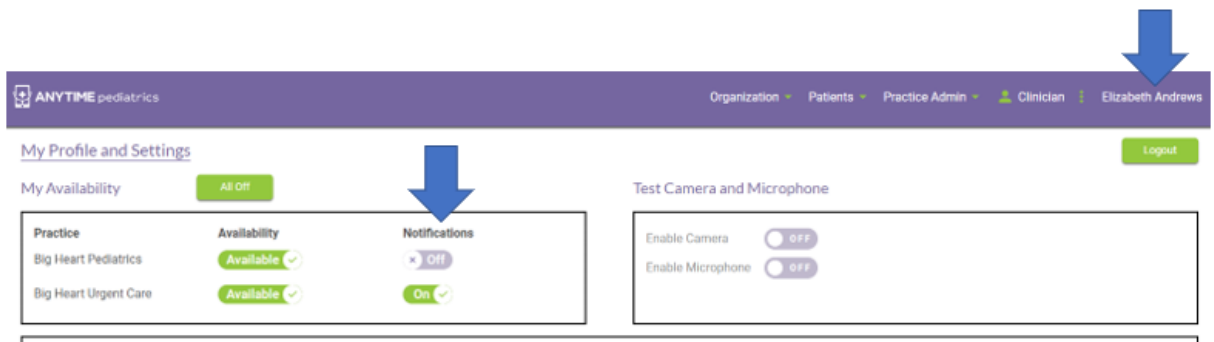 ANYTIME pediatrics
Organization Patients Practice Admin Clinician Elizabeth Andrews
My Profile and Settings
Logout
My Availability
All Off
Test Camera and Microphone
Practice Availability Notifications
Big Heart Pediatrics Available Off
Big Heart Urgent Care Available On
Enable Camera OFF
Enable Microphone OFF